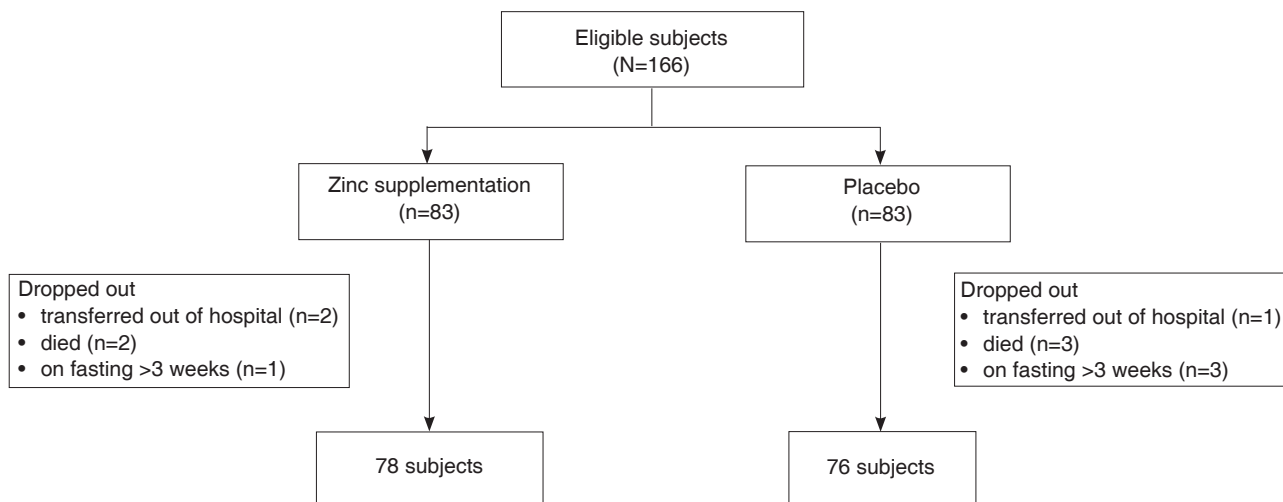 Eligible subjects
(N=166)
Zinc supplementation
(n=83)
Placebo
(n=83)
Dropped out
• transferred out of hospital (n=2)
• died (n=2)
• on fasting >3 weeks (n=1)
Dropped out
• transferred out of hospital (n=1)
• died (n=3)
• on fasting >3 weeks (n=3)
78 subjects
76 subjects